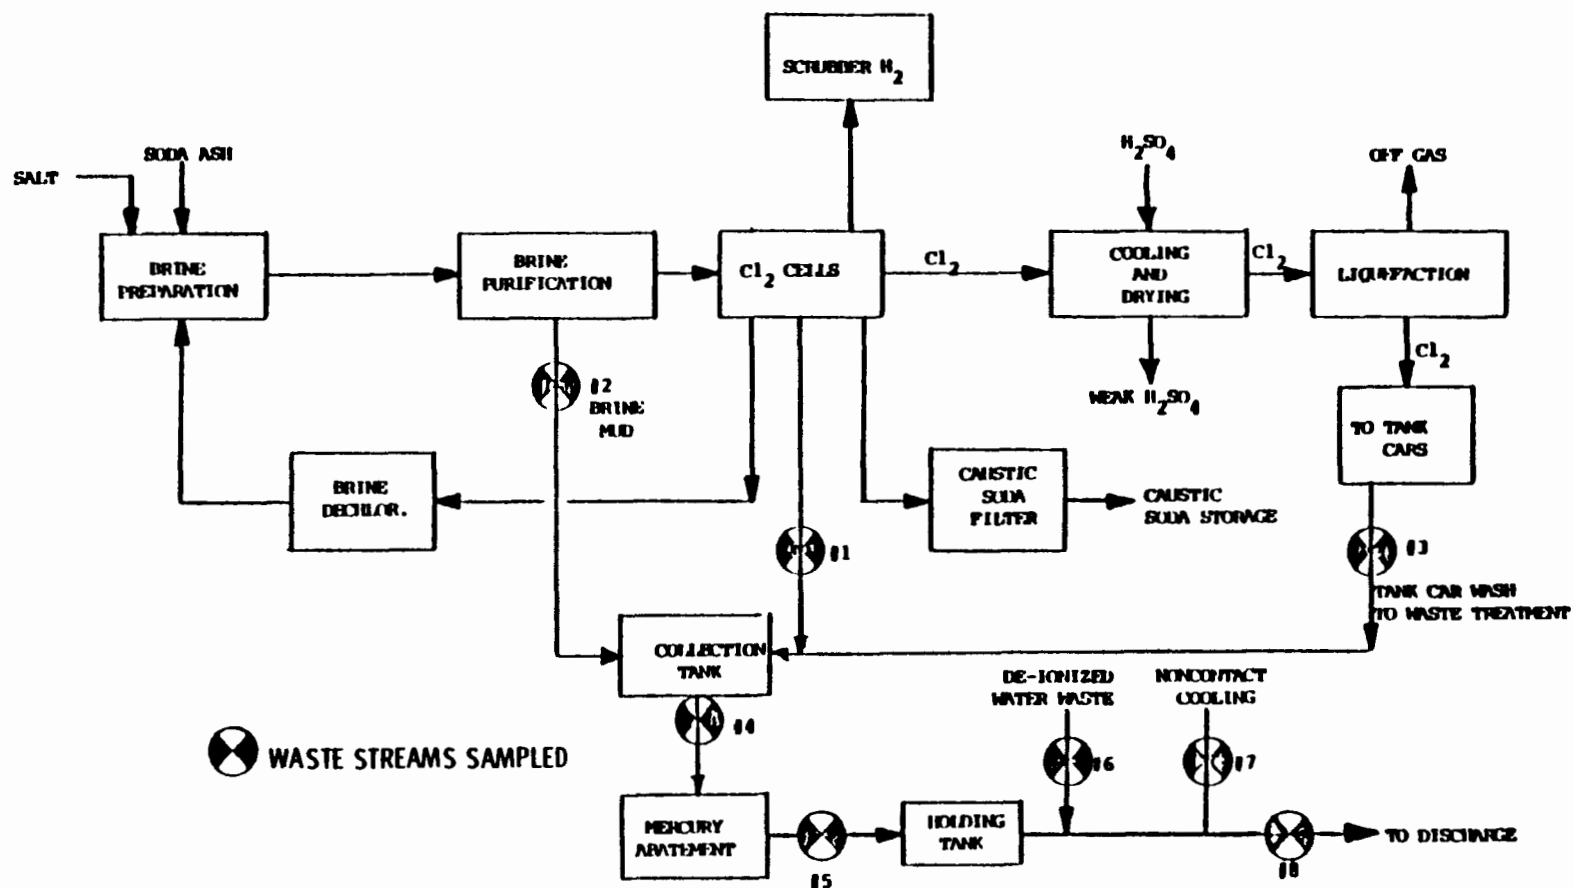 SCRUBBER H2
SODA ASH
SALT
H2SO4
OFF GAS
BRINE
PREPARATION
BRINE
PURIFICATION
Cl2 CELLS
Cl2
COOLING
AND
DRYING
Cl2
LIQUEFACTION
#2
BRINE
MUD
WEAK H2SO4
Cl2
TO TANK
CARS
BRINE
DECHLOR.
CAUSTIC
SODA
FILTER
CAUSTIC
SODA STORAGE
#1
#3
TANK CAR WASH
TO WASTE TREATMENT
COLLECTION
TANK
DE-IONIZED
WATER WASTE
NONCONTACT
COOLING
#4
WASTE STREAMS SAMPLED
#6
#7
MERCURY
ABATEMENT
#5
HOLDING
TANK
#8
TO DISCHARGE